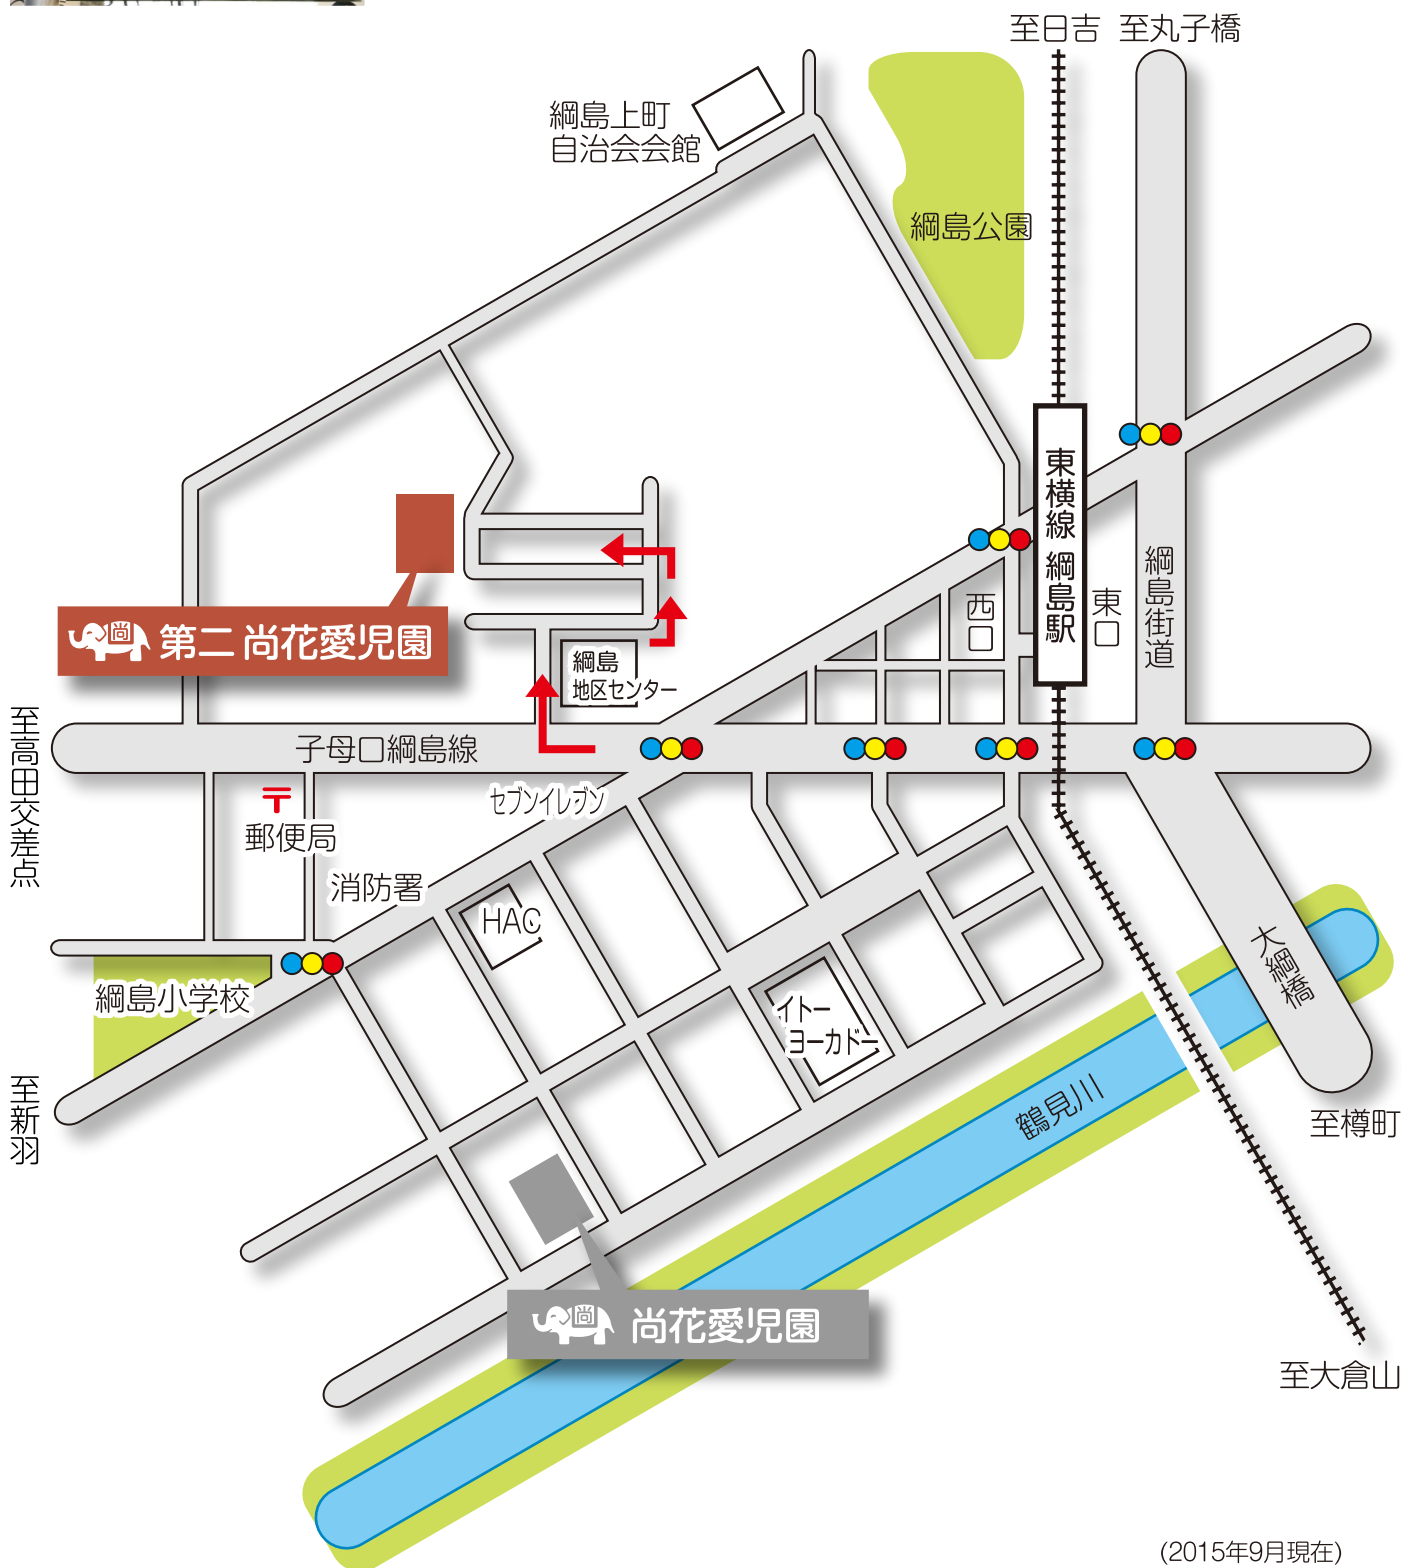 至日吉
至丸子橋
綱島上町
自治会会館
綱島公園
東横線 綱島駅
西口
東口
綱島街道
尚
第二 尚花愛児園
綱島
地区センター
至高田交差点
子母口綱島線
セブンイレブン
〒
郵便局
消防署
HAC
綱島小学校
イトー
ヨーカドー
大綱橋
至新羽
鶴見川
至樽町
尚
尚花愛児園
至大倉山
(2015年9月現在)